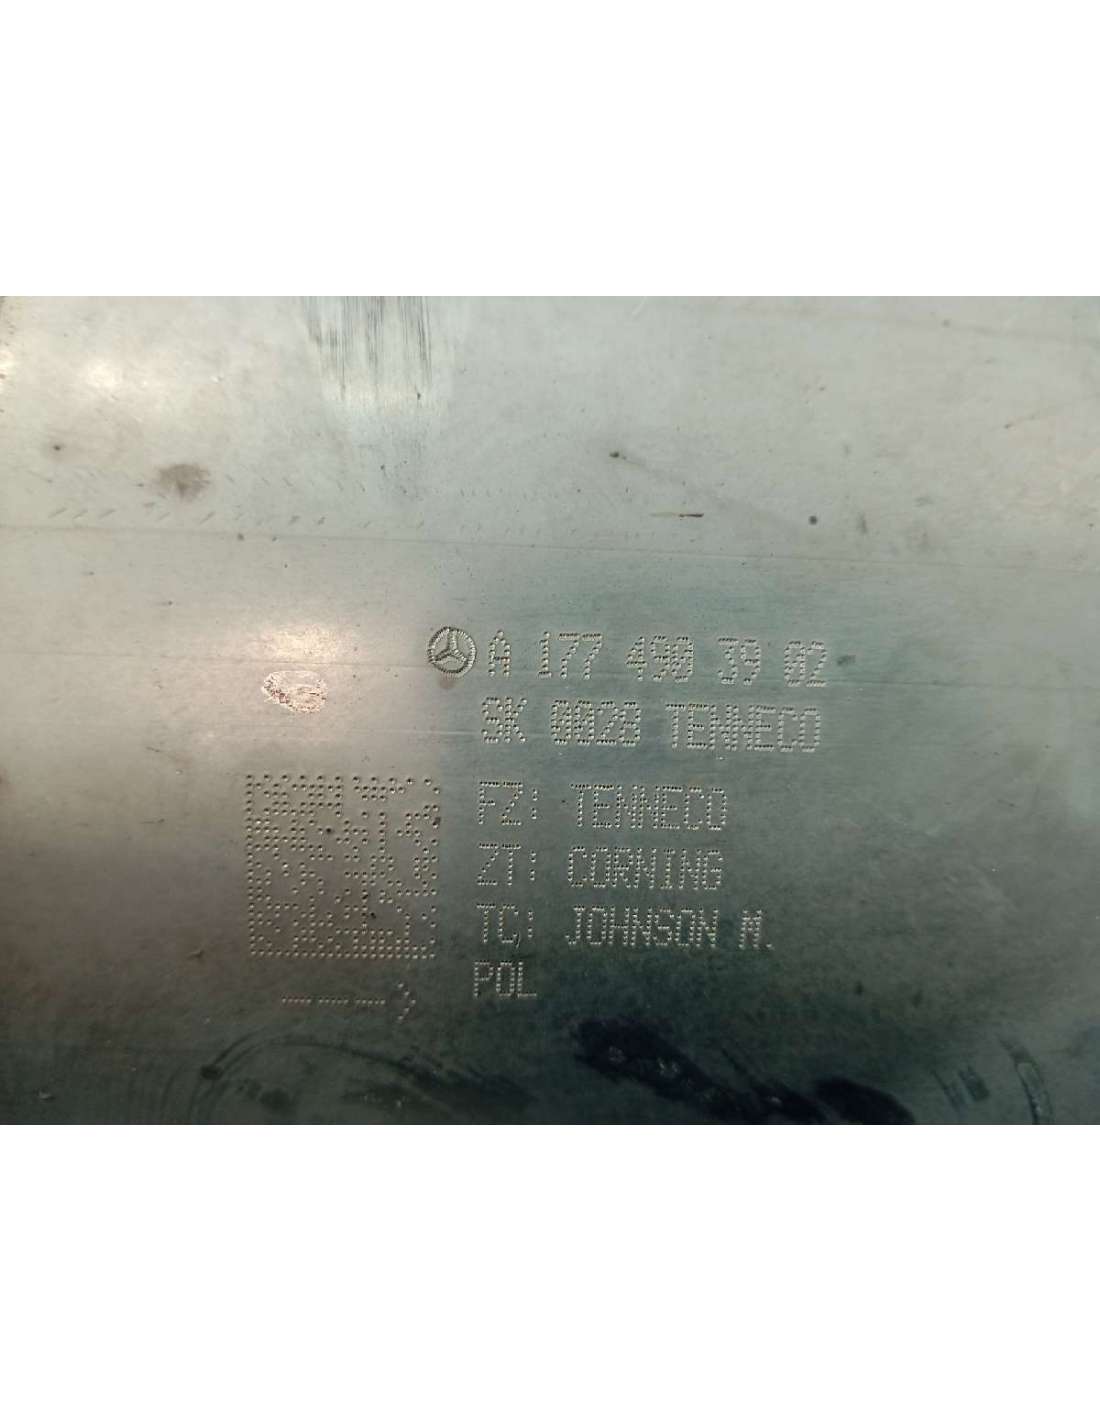 A 177 490 39 02
SK 0028 TENNECO
FZ: TENNECO
ZT: CORNING
TC: JOHNSON M.
POL